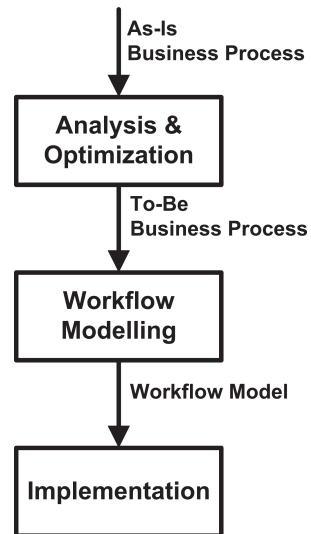 As-Is
Business Process
Analysis &
Optimization
To-Be
Business Process
Workflow
Modelling
Workflow Model
Implementation